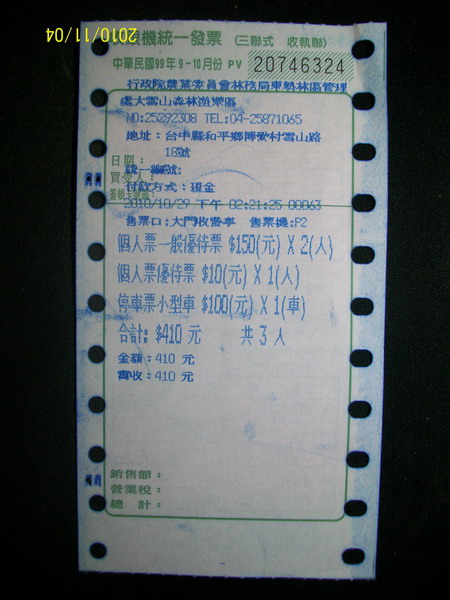 2010/11/04
機統一發票 (三聯式 收執聯)
中華民國99年9-10月份 PV 20746324
行政院農業委員會林務局東勢林區管理
處大雪山森林遊樂區
NO:25292308 TEL:04-25871065
地址:台中縣和平鄉博愛村雪山路
18號
日期:
統一編號:
買受人:
付款方式:現金
2010/10/29 下午 02:21:25 00063
售票口:大門收费亭 售票機:P2
個人票一般優待票 $150(元) X 2(人)
個人票優待票 $10(元) X 1(人)
停車票小型車 $100(元) X 1(車)
合計: $410 元 共 3 人
金額:410 元
實收:410 元
銷售額:
營業稅:
總計: